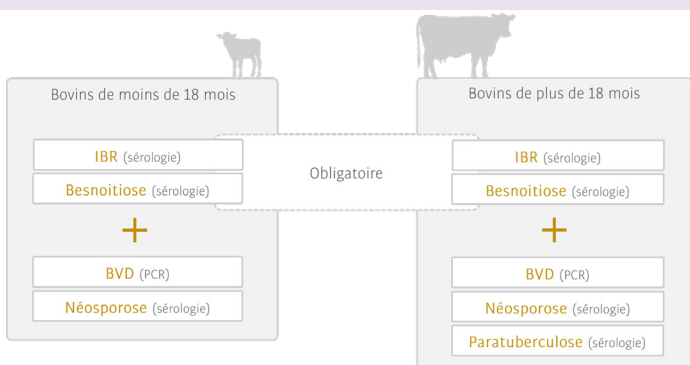 Bovins de moins de 18 mois
IBR (sérologie)
Besnoitiose (sérologie)
+
BVD (PCR)
Néosporose (sérologie)
Obligatoire
Bovins de plus de 18 mois
IBR (sérologie)
Besnoitiose (sérologie)
+
BVD (PCR)
Néosporose (sérologie)
Paratuberculose (sérologie)